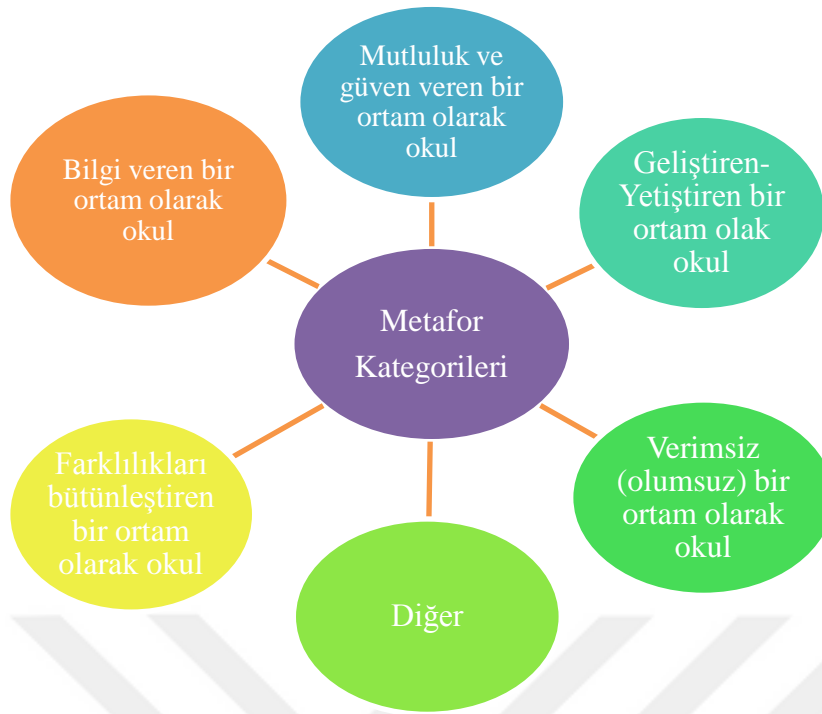 Mutluluk ve
güven veren bir
ortam olarak
okul
Geliştiren-
Yetiştiren bir
ortam olak
okul
Verimsiz
(olumsuz) bir
ortam olarak
okul
Diğer
Farklılıkları
bütünleştiren
bir ortam
olarak okul
Bilgi veren bir
ortam olarak
okul
Metafor
Kategorileri